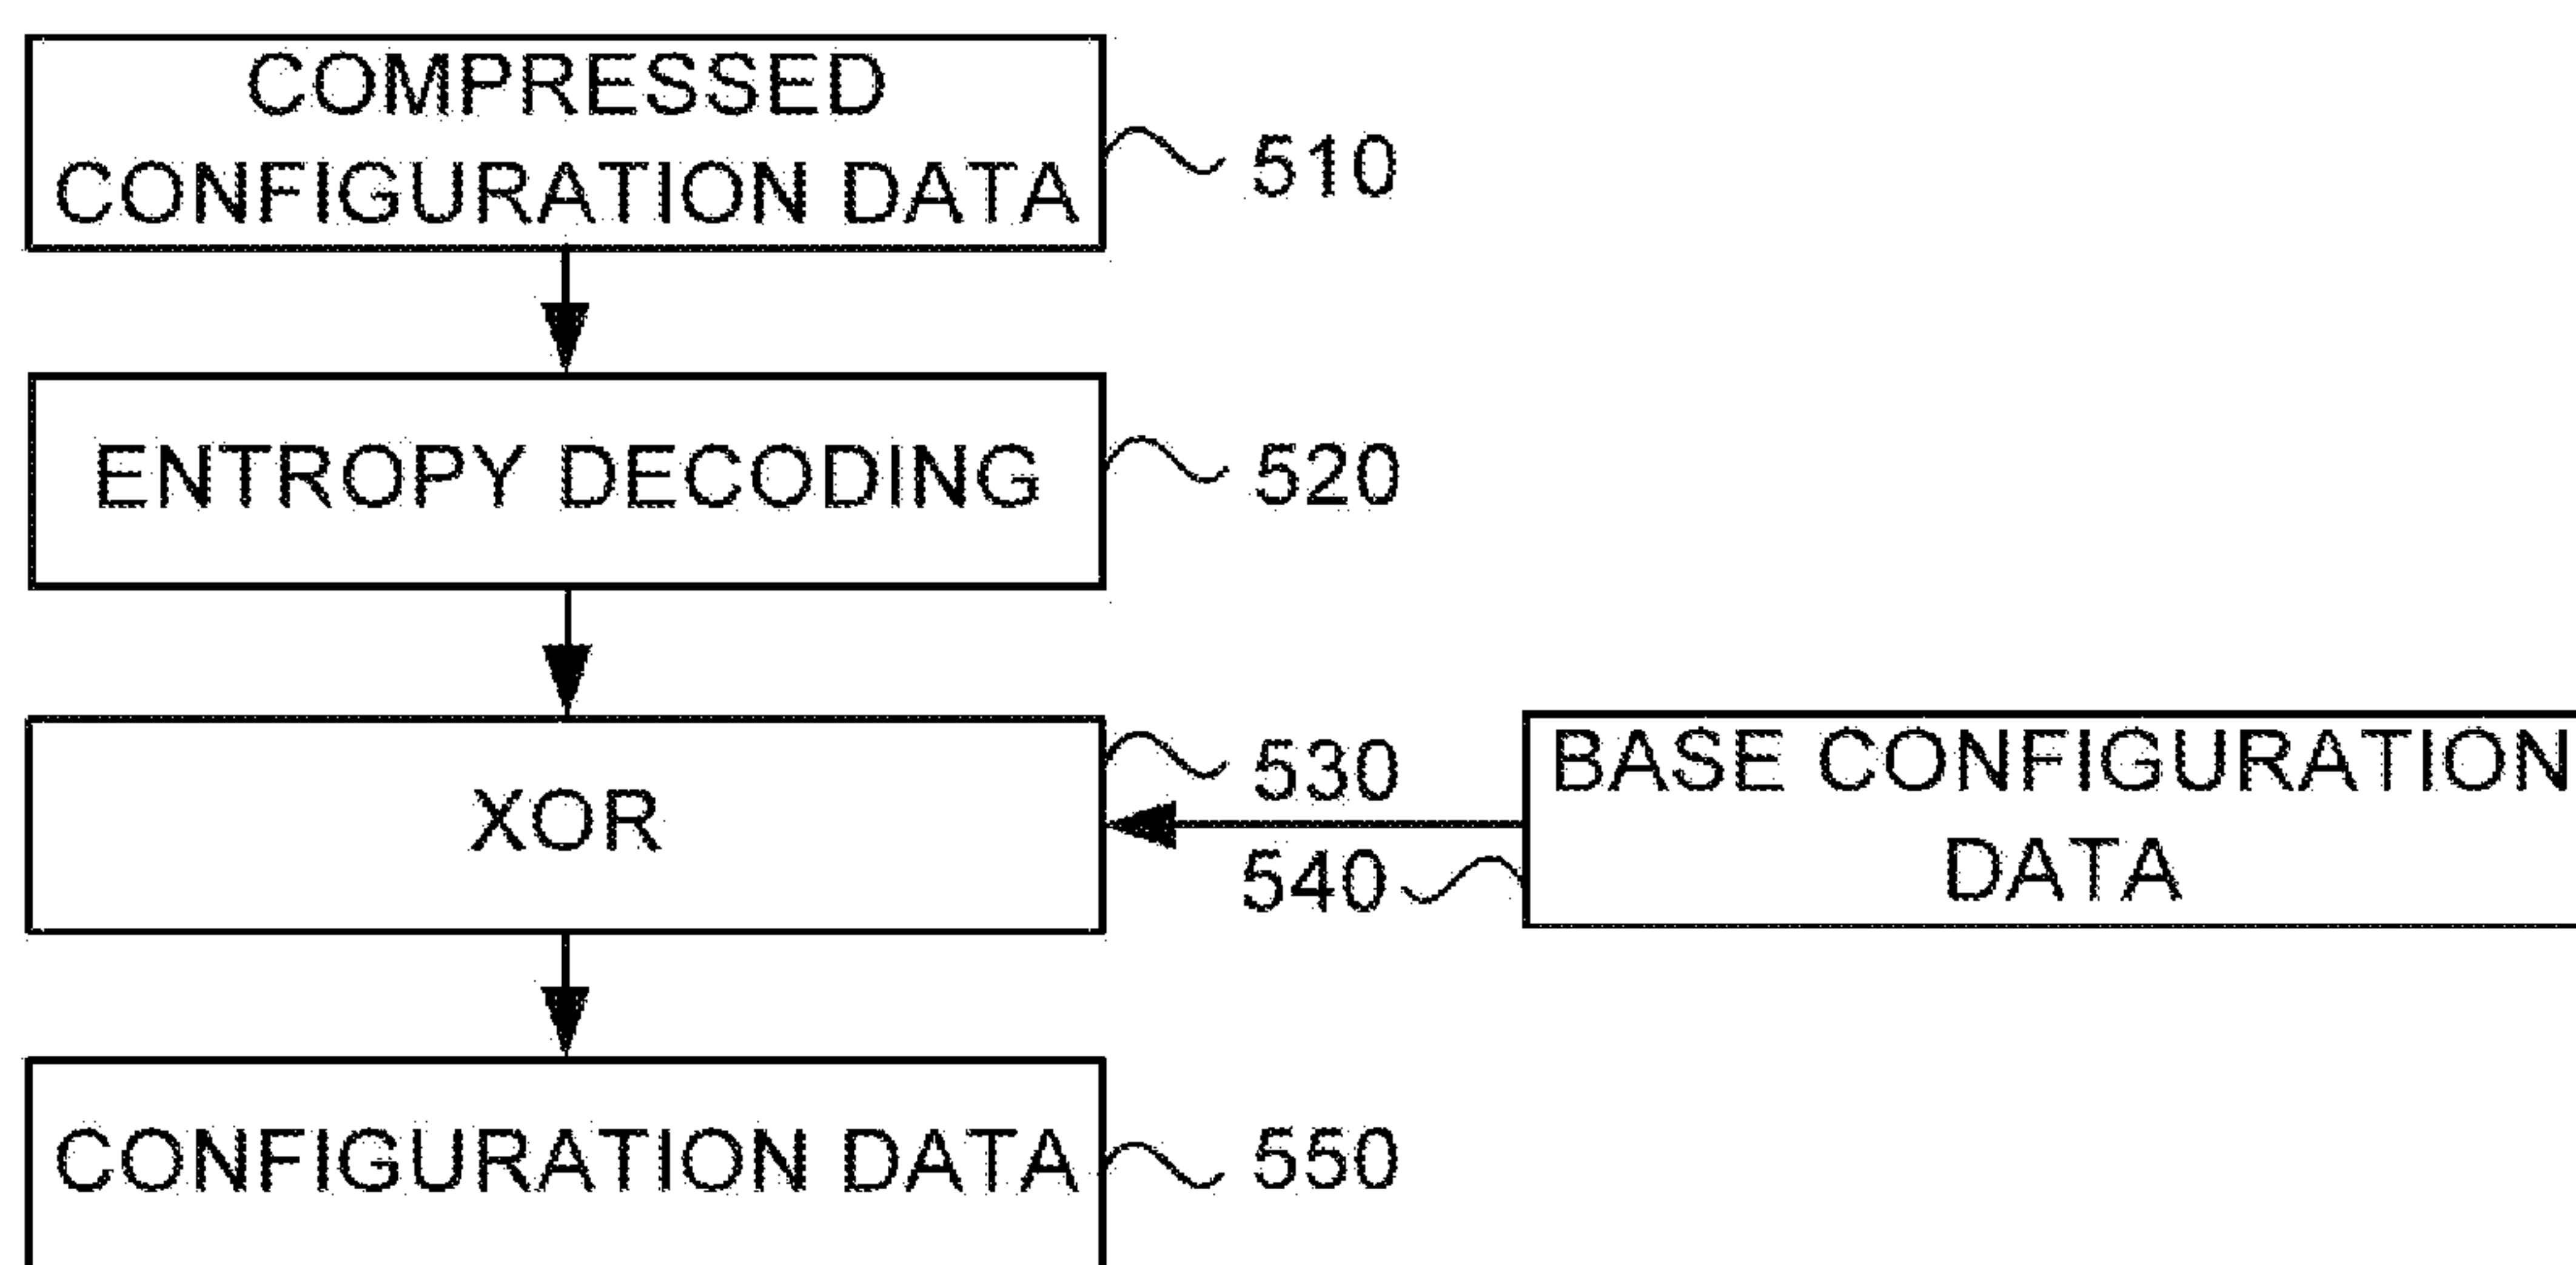 COMPRESSED
CONFIGURATION DATA
510
ENTROPY DECODING
520
XOR
530
BASE CONFIGURATION
DATA
540
CONFIGURATION DATA
550